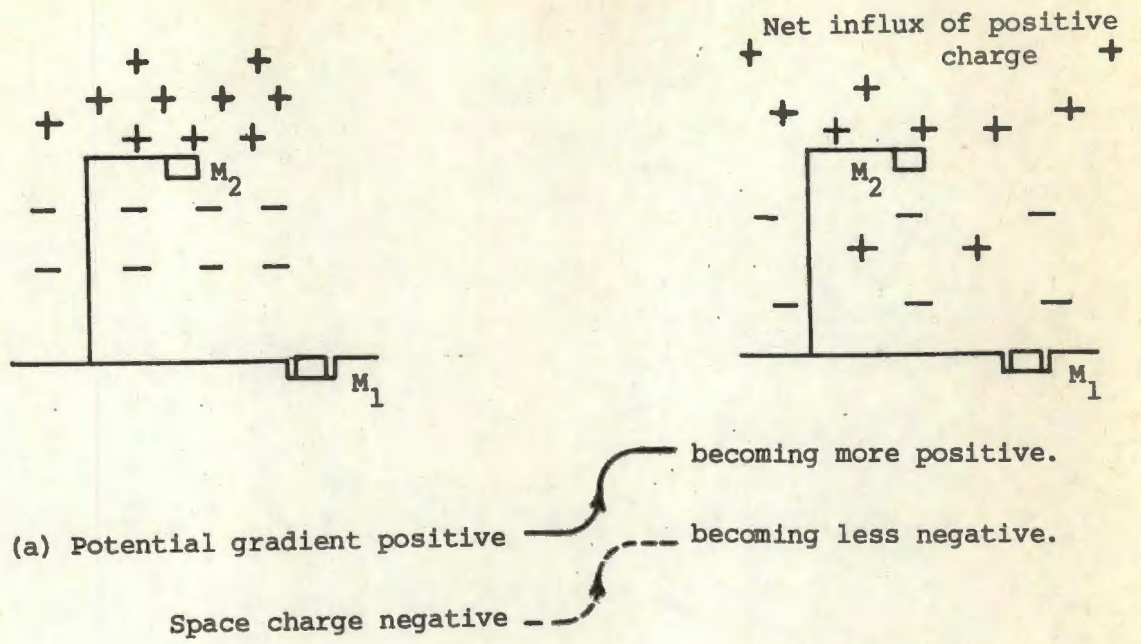 Net influx of positive
charge
M2
M1
M2
M1
becoming more positive.
(a) Potential gradient positive
becoming less negative.
Space charge negative